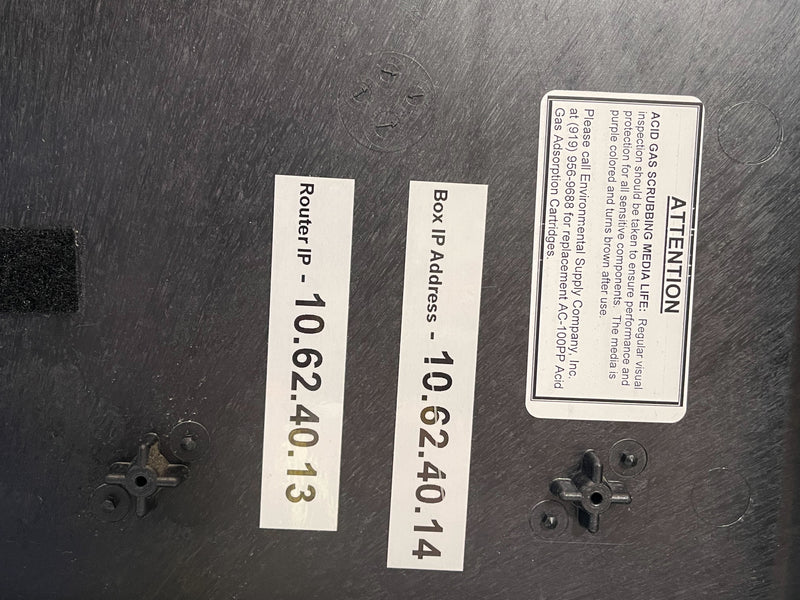 ATTENTION
ACID GAS SCRUBBING MEDIA LIFE: Regular visual
inspection should be taken to ensure performance and
protection for all sensitive components. The media is
purple colored and turns brown after use.
Please call Environmental Supply Company, Inc.
at (919) 956-9688 for replacement AC-100PP Acid
Gas Adsorption Cartridges.
Box IP Address - 10.62.40.14
Router IP - 10.62.40.13